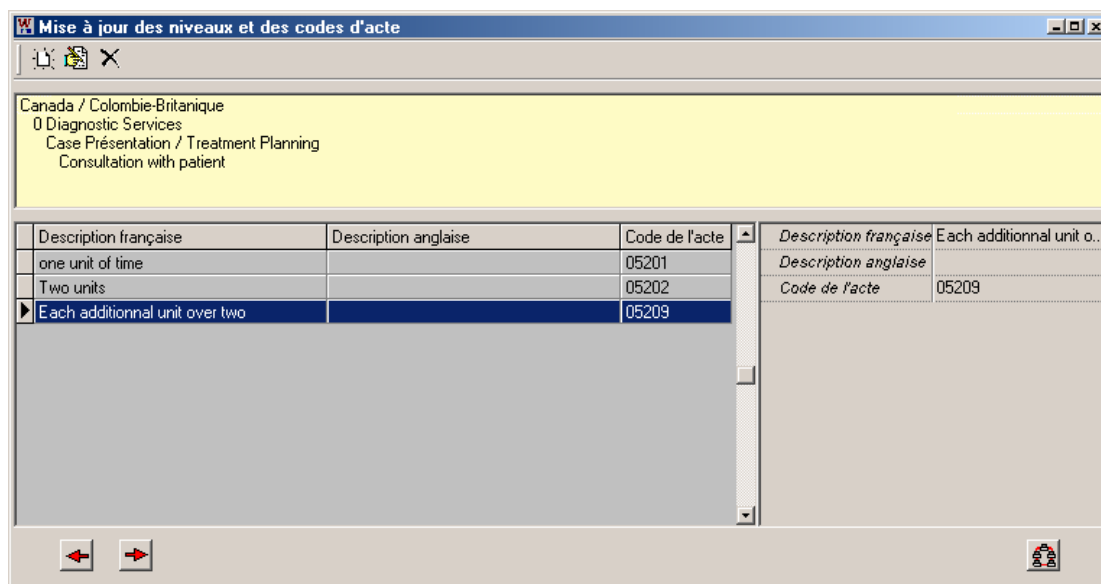 Mise à jour des niveaux et des codes d'acte
Canada / Colombie-Britanique
0 Diagnostic Services
Case Présentation / Treatment Planning
Consultation with patient
Description française Description anglaise Code de l'acte
one unit of time 05201
Two units 05202
Each additionnal unit over two 05209
Description française Each additionnal unit o..
Description anglaise
Code de l'acte 05209